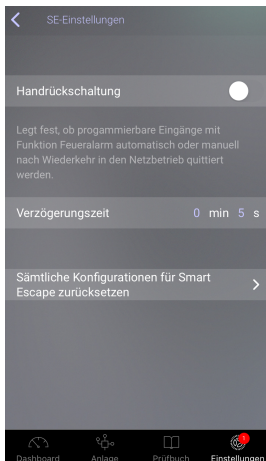 SE-Einstellungen
Handrückschaltung
Legt fest, ob progammierbare Eingänge mit
Funktion Feueralarm automatisch oder manuell
nach Wiederkehr in den Netzbetrieb quittiert
werden.
Verzögerungszeit 0 min 5 s
Sämtliche Konfigurationen für Smart
Escape zurücksetzen
1
Dashboard Anlage Prüfbuch Einstellungen